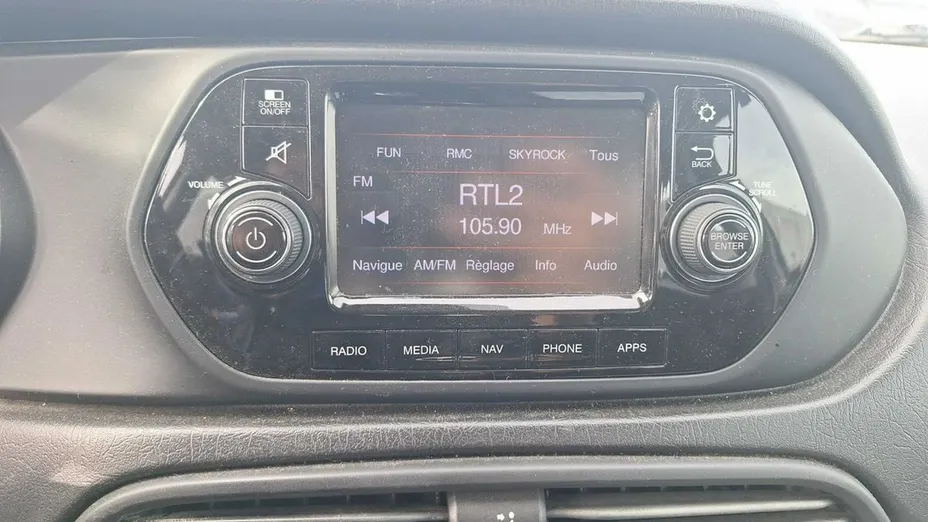 SCREEN
ON/OFF
VOLUME
FUN RMC SKYROCK Tous
FM
RTL2
105.90 MHz
Navigue AM/FM Règlage Info Audio
BACK
TUNE
SCROLL
BROWSE
ENTER
RADIO MEDIA NAV PHONE APPS